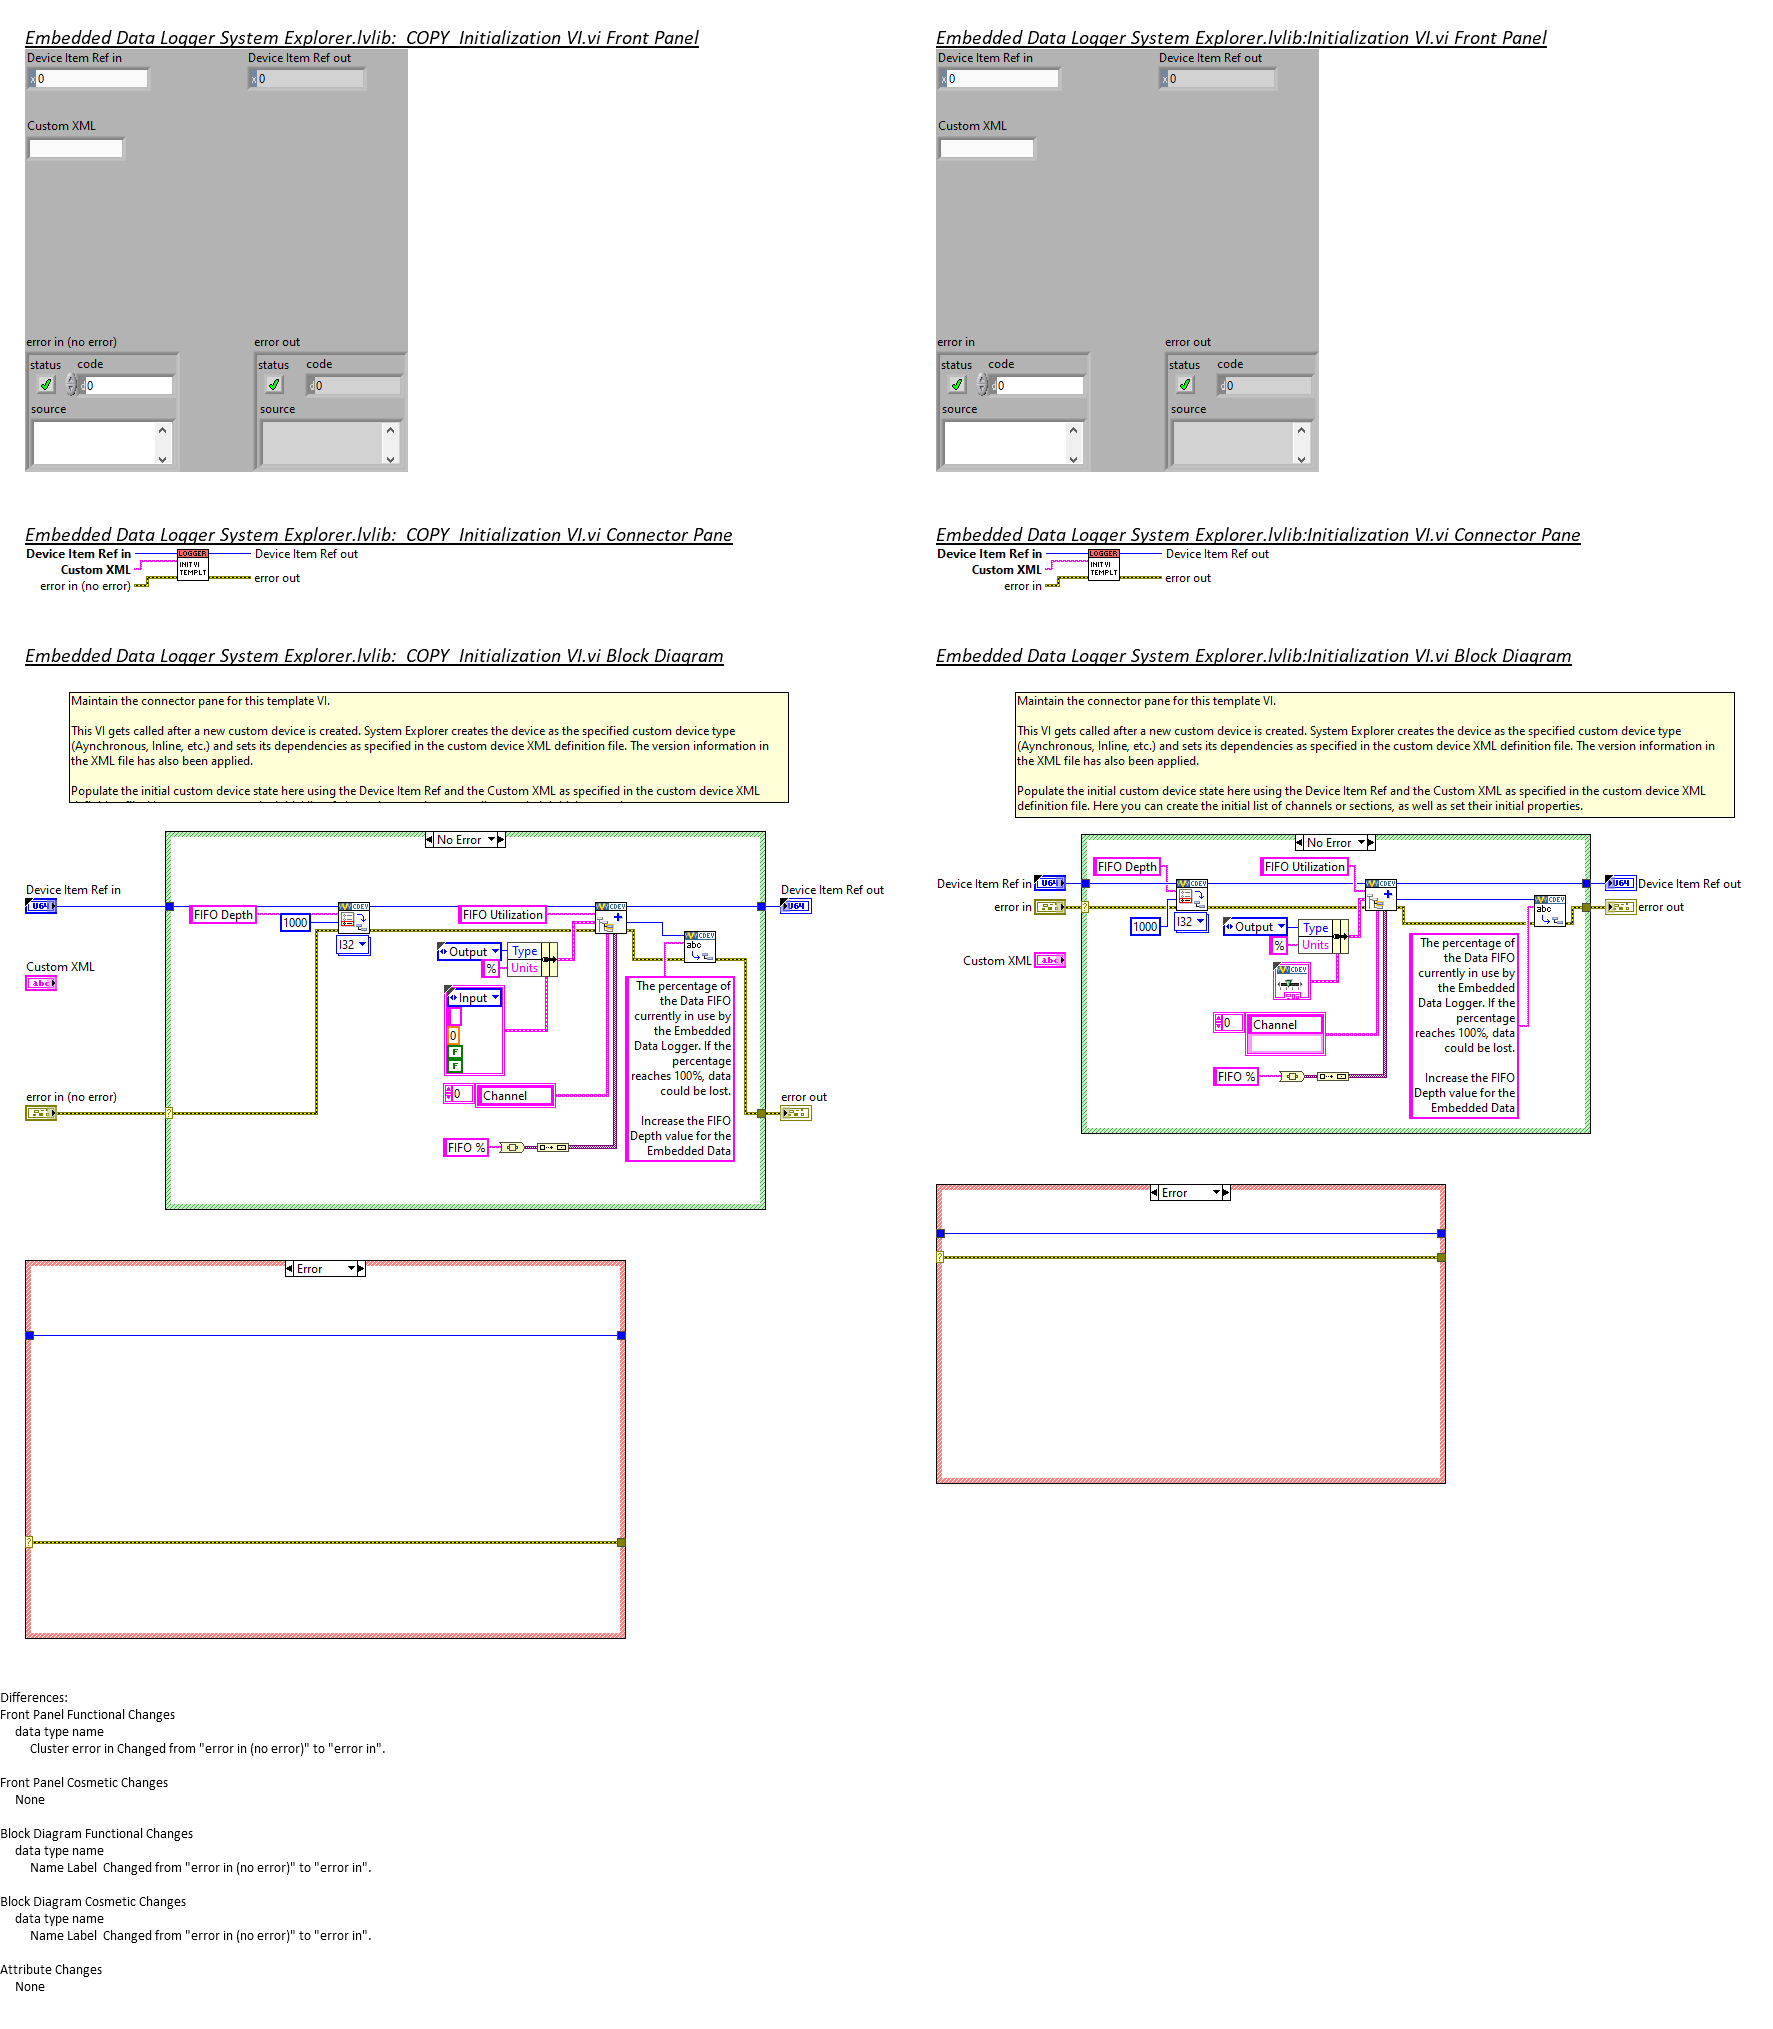 Embedded Data Logger System Explorer.lvlib:_COPY_Initialization VI.vi Front Panel
Device Item Ref in
Device Item Ref out
x 0
x 0
Custom XML
error in (no error)
error out
status
code
status
code
d 0
d 0
source
source
Embedded Data Logger System Explorer.lvlib:Initialization VI.vi Front Panel
Device Item Ref in
Device Item Ref out
x 0
x 0
Custom XML
error in
error out
status
code
status
code
d 0
d 0
source
source
Embedded Data Logger System Explorer.lvlib:_COPY_Initialization VI.vi Connector Pane
Device Item Ref in
LOGGER
Device Item Ref out
Custom XML
INIT VI
TEMPLT
error in (no error)
error out
Embedded Data Logger System Explorer.lvlib:Initialization VI.vi Connector Pane
Device Item Ref in
LOGGER
Device Item Ref out
Custom XML
INIT VI
TEMPLT
error in
error out
Embedded Data Logger System Explorer.lvlib:_COPY_Initialization VI.vi Block Diagram
Maintain the connector pane for this template VI.
This VI gets called after a new custom device is created. System Explorer creates the device as the specified custom device type
(Aynchronous, Inline, etc.) and sets its dependencies as specified in the custom device XML definition file. The version information in
the XML file has also been applied.
Populate the initial custom device state here using the Device Item Ref and the Custom XML as specified in the custom device XML
No Error
Device Item Ref in
U64
FIFO Depth
1000
CDEV
I32
FIFO Utilization
CDEV
CDEV
abc
Device Item Ref out
U64
Output
Type
%
Units
Custom XML
abc
Input
0
F
F
0
Channel
FIFO %
The percentage of
the Data FIFO
currently in use by
the Embedded
Data Logger. If the
percentage
reaches 100%, data
could be lost.
Increase the FIFO
Depth value for the
Embedded Data
error in (no error)
?
error out
Error
?
Embedded Data Logger System Explorer.lvlib:Initialization VI.vi Block Diagram
Maintain the connector pane for this template VI.
This VI gets called after a new custom device is created. System Explorer creates the device as the specified custom device type
(Aynchronous, Inline, etc.) and sets its dependencies as specified in the custom device XML definition file. The version information in
the XML file has also been applied.
Populate the initial custom device state here using the Device Item Ref and the Custom XML as specified in the custom device XML
definition file. Here you can create the initial list of channels or sections, as well as set their initial properties.
No Error
FIFO Depth
FIFO Utilization
Device Item Ref in
U64
CDEV
CDEV
U64
Device Item Ref out
error in
?
CDEV
abc
error out
1000
I32
Output
Type
%
Units
Custom XML
abc
CDEV
0
Channel
FIFO %
The percentage of
the Data FIFO
currently in use by
the Embedded
Data Logger. If the
percentage
reaches 100%, data
could be lost.
Increase the FIFO
Depth value for the
Embedded Data
Error
?
Differences:
Front Panel Functional Changes
data type name
Cluster error in Changed from "error in (no error)" to "error in".
Front Panel Cosmetic Changes
None
Block Diagram Functional Changes
data type name
Name Label  Changed from "error in (no error)" to "error in".
Block Diagram Cosmetic Changes
data type name
Name Label  Changed from "error in (no error)" to "error in".
Attribute Changes
None